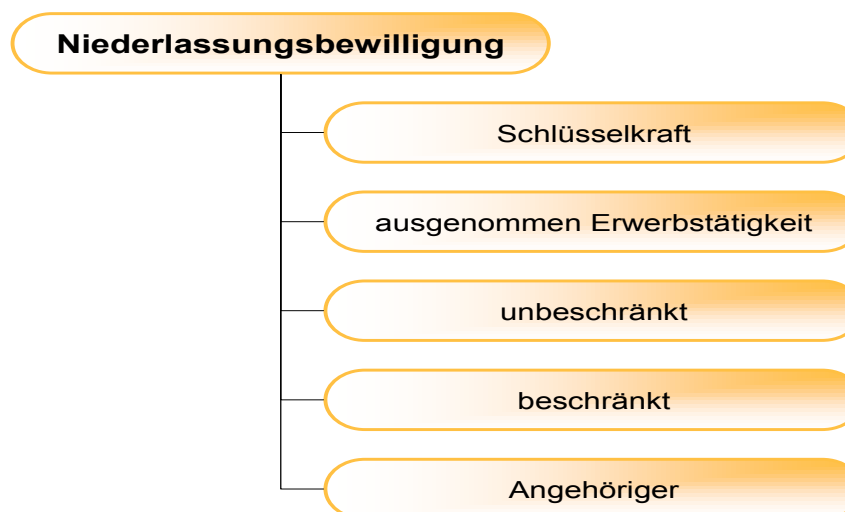 Niederlassungsbewilligung
Schlüsselkraft
ausgenommen Erwerbstätigkeit
unbeschränkt
beschränkt
Angehöriger